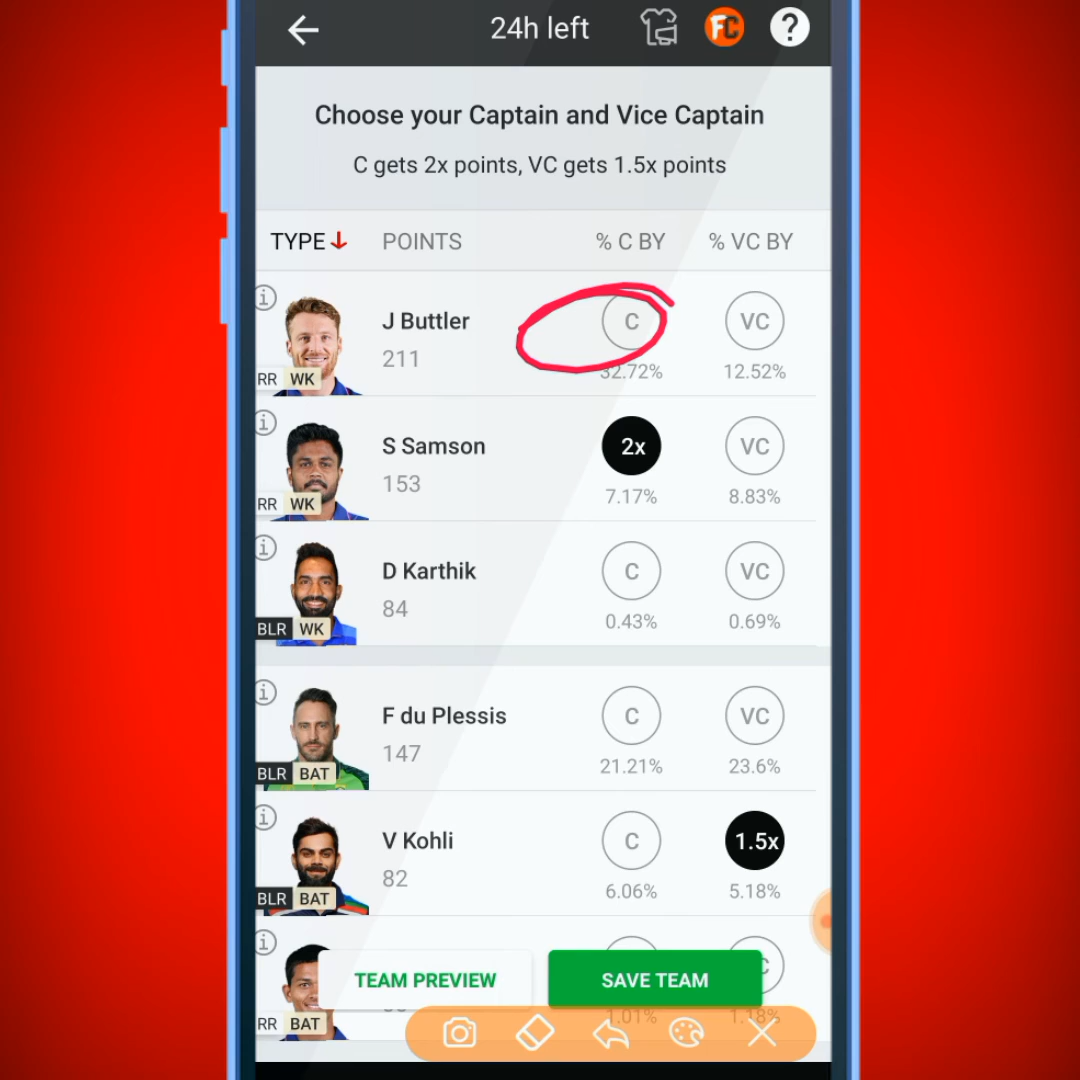 24h left FC ?
Choose your Captain and Vice Captain
C gets 2x points, VC gets 1.5x points
TYPE POINTS % C BY % VC BY
i
J Buttler C VC
211
32.72% 12.52%
RR WK
i
S Samson 2x VC
153
7.17% 8.83%
RR WK
i
D Karthik C VC
84
0.43% 0.69%
BLR WK
i
F du Plessis C VC
147
21.21% 23.6%
BLR BAT
i
V Kohli C 1.5x
82
6.06% 5.18%
BLR BAT
i
TEAM PREVIEW SAVE TEAM
1.01% 1.18%
RR BAT